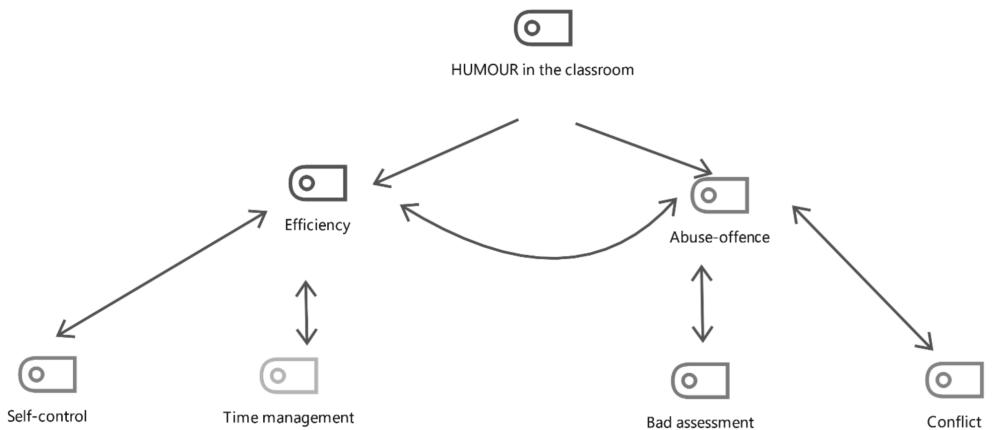 HUMOUR in the classroom
Efficiency
Abuse-offence
Self-control
Time management
Bad assessment
Conflict